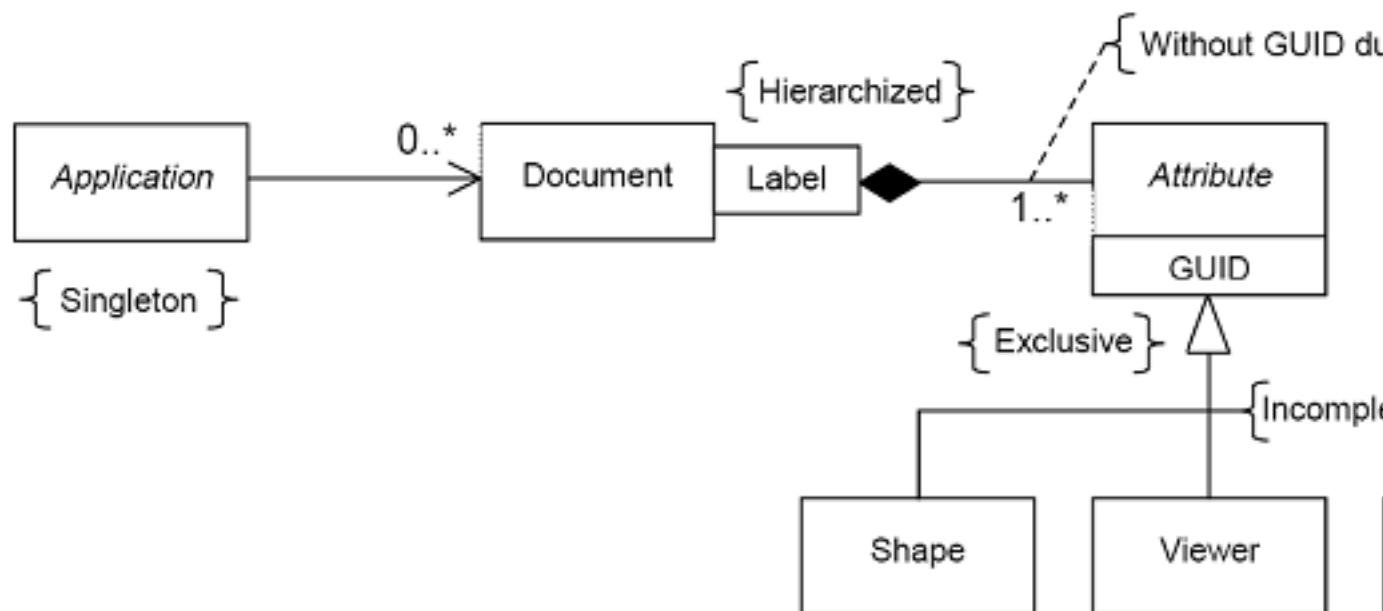 Without GUID
{ Hierarchized }
0..*
Application
Document
Label
Attribute
1..*
GUID
{ Singleton }
{ Exclusive }
Shape
Viewer